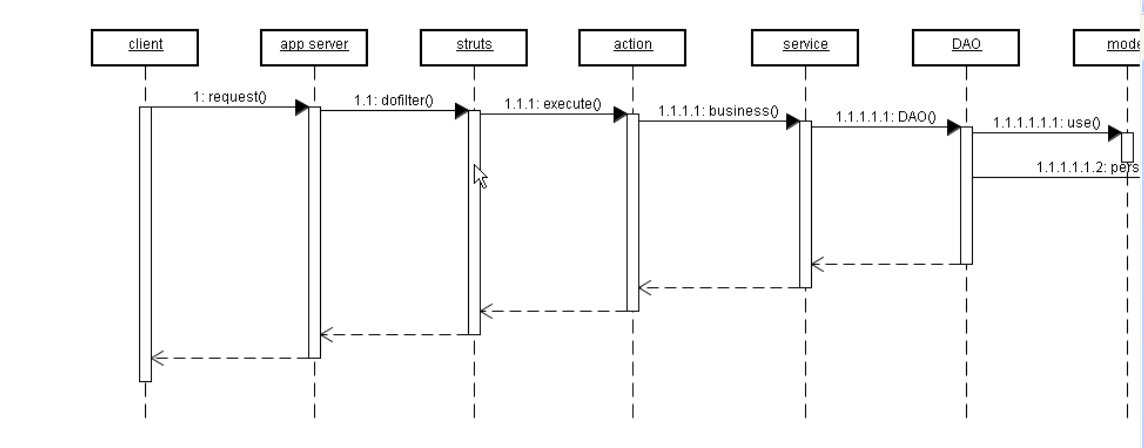 client
app server
struts
action
service
DAO
1: request()
1.1: dofilter()
1.1.1: execute()
1.1.1.1: business()
1.1.1.1.1: DAO()
1.1.1.1.1.1: use()
1.1.1.1.1.2: